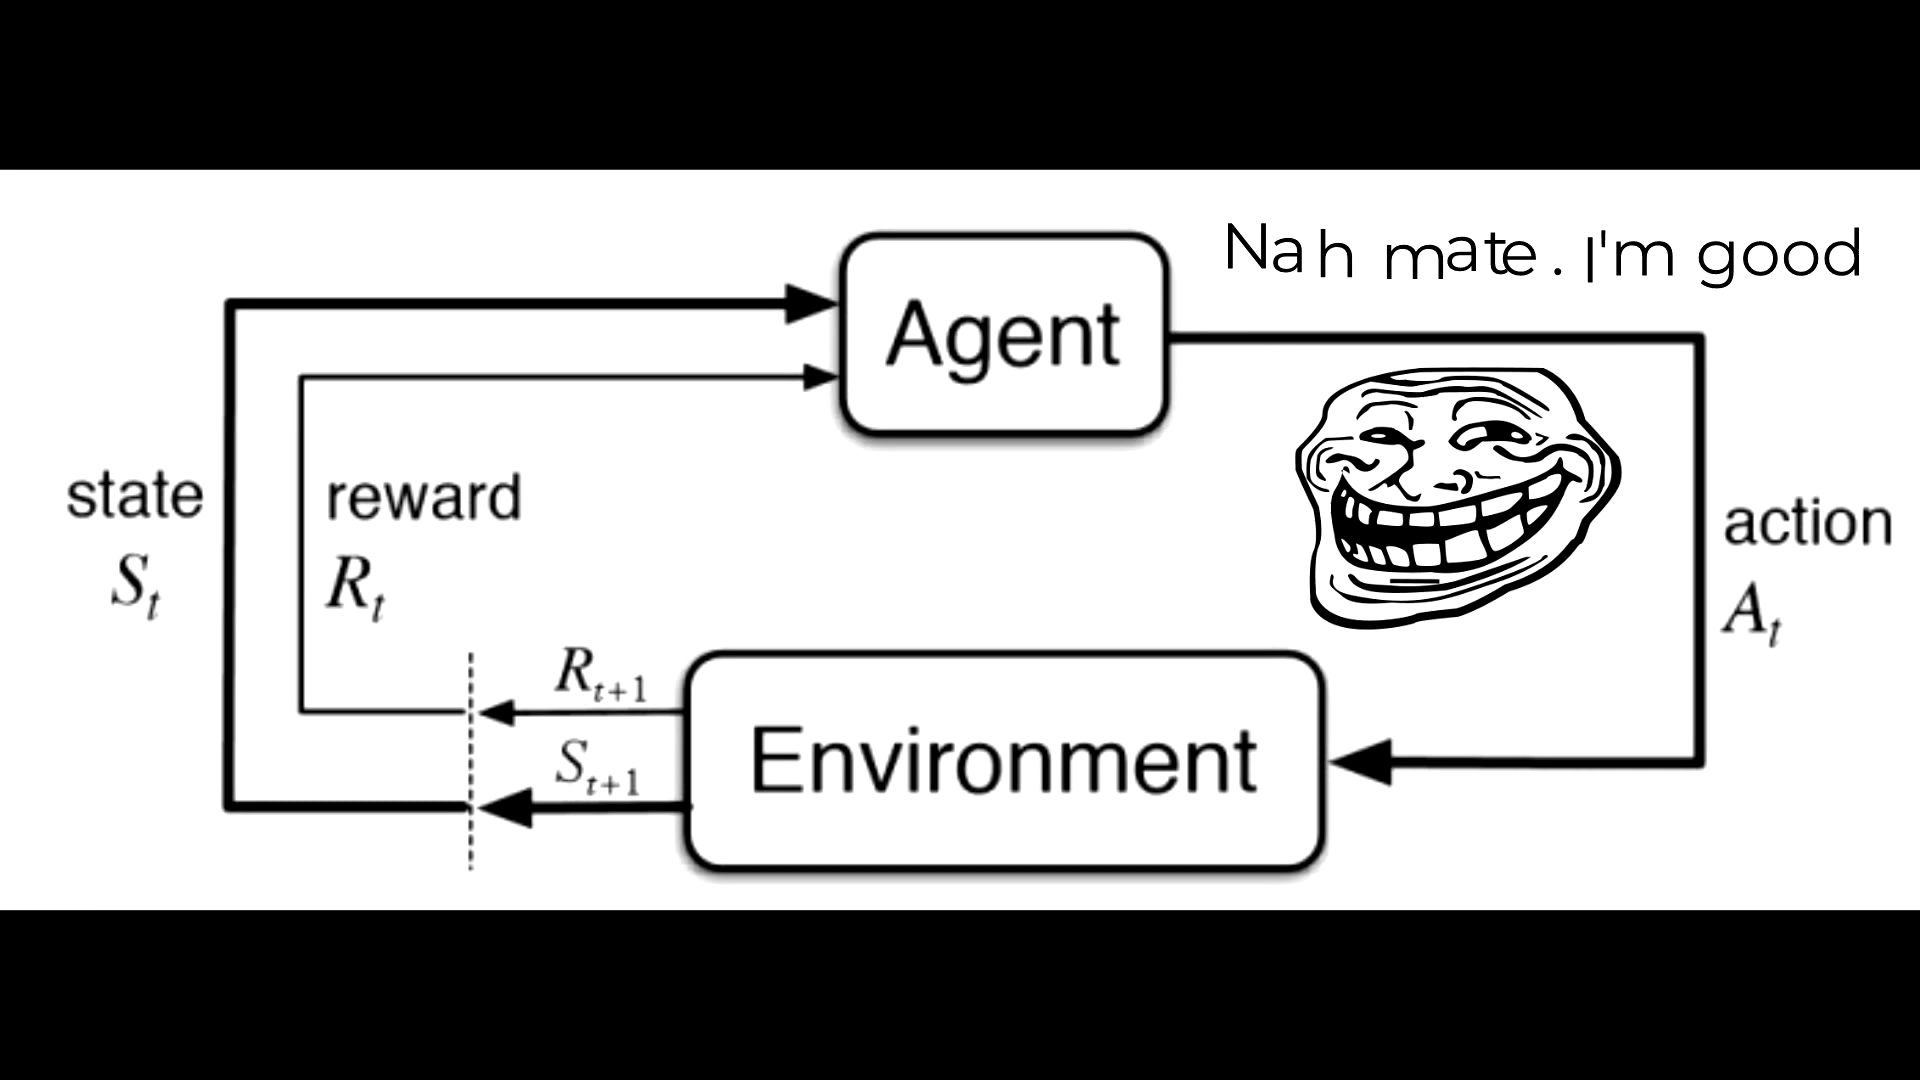 Nah mate. I'm good
Agent
state
S_t
reward
R_t
action
A_t
R_{t+1}
S_{t+1}
Environment